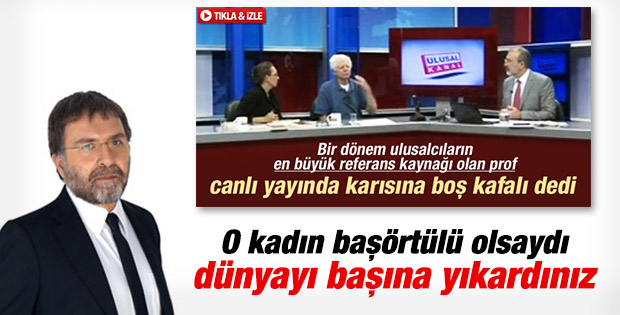 TIKLA & iZLE
ULUSAL
KANAL
Bir dönem ulusalcıların
en büyük referans kaynağı olan prof
canlı yayında karısına boş kafalı dedi
O kadın başörtülü olsaydı
dünyayı başına yıkardınız